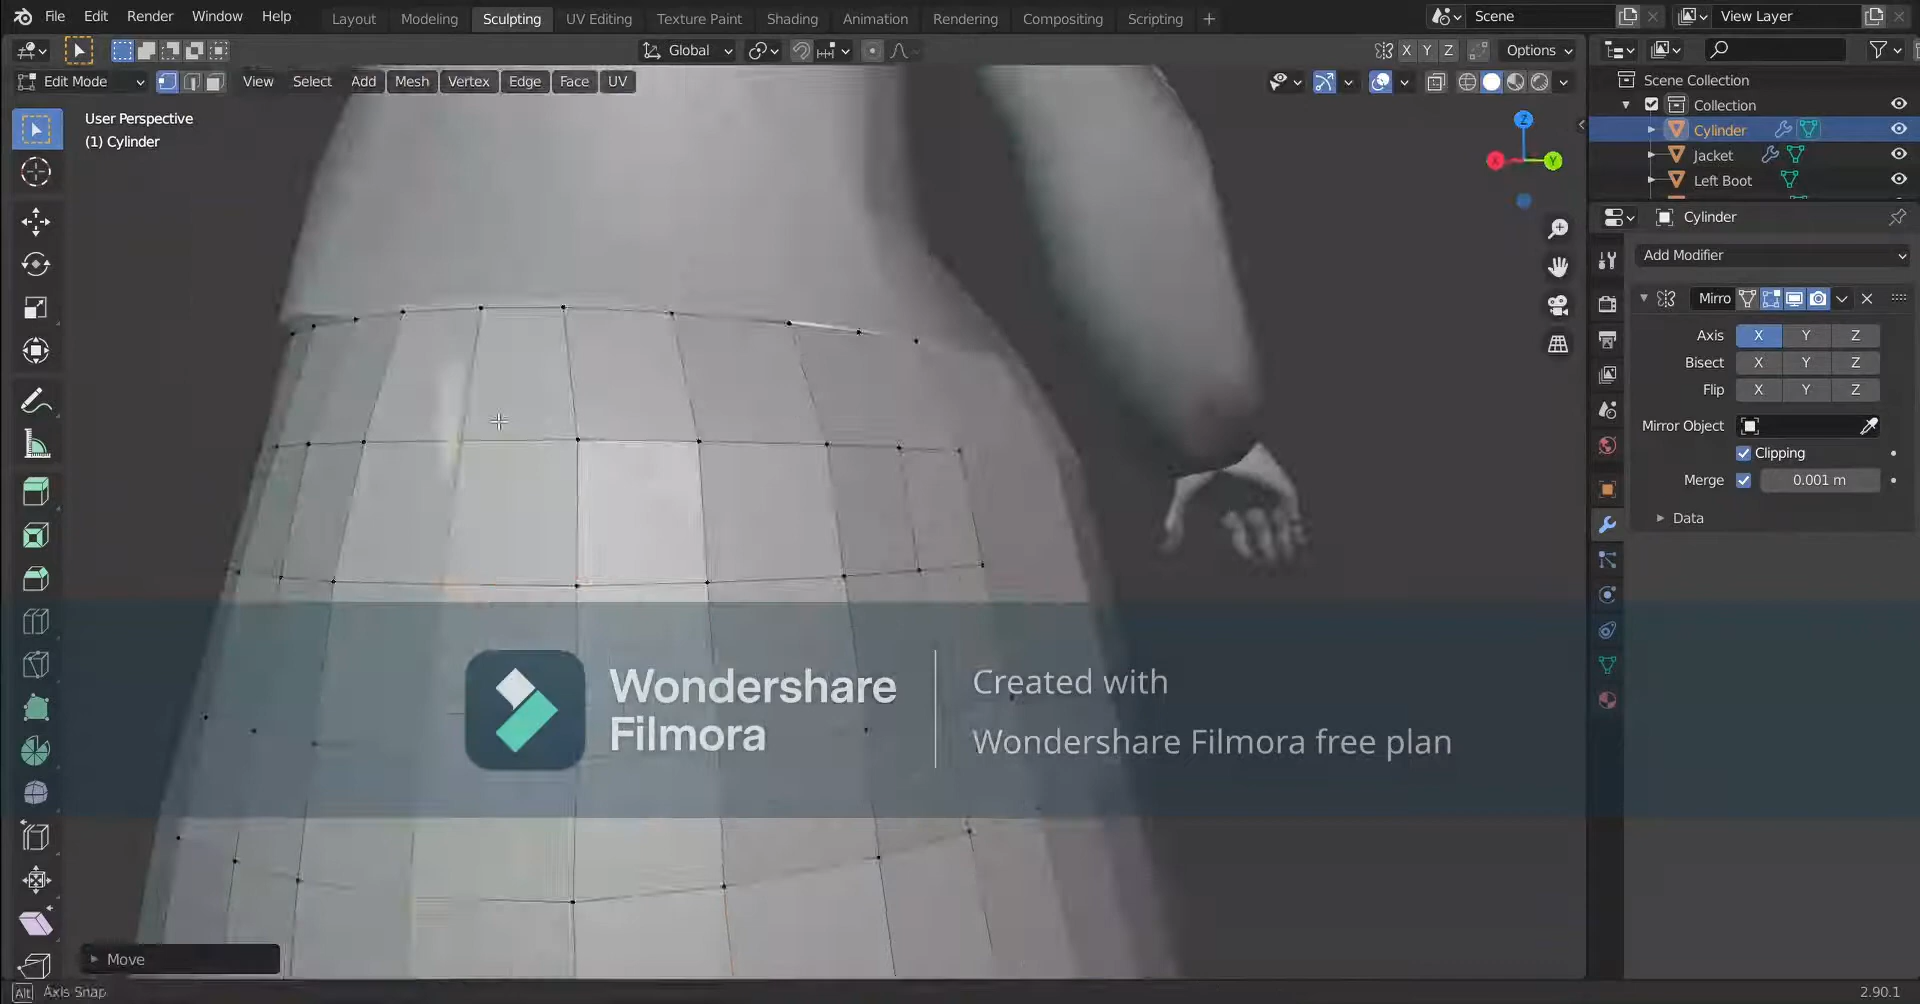 File Edit Render Window Help Layout Modeling Sculpting UV Editing Texture Paint Shading Animation Rendering Compositing Scripting + Scene View Layer
Global X Y Z Options
Edit Mode View Select Add Mesh Vertex Edge Face UV
User Perspective
(1) Cylinder
Z
X Y
Scene Collection
Collection
Cylinder
Jacket
Left Boot
Cylinder
Add Modifier
Mirro
Axis X Y Z
Bisect X Y Z
Flip X Y Z
Mirror Object
Clipping
Merge 0.001 m
Data
Wondershare
Filmora
Created with
Wondershare Filmora free plan
Move
Alt Axis Snap
2.90.1